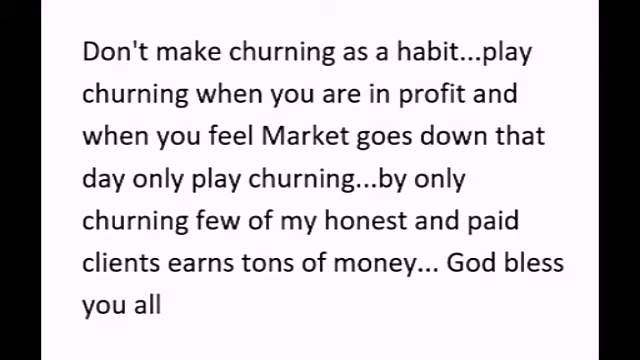 Don't make churning as a habit...play
churning when you are in profit and
when you feel Market goes down that
day only play churning...by only
churning few of my honest and paid
clients earns tons of money... God bless
you all